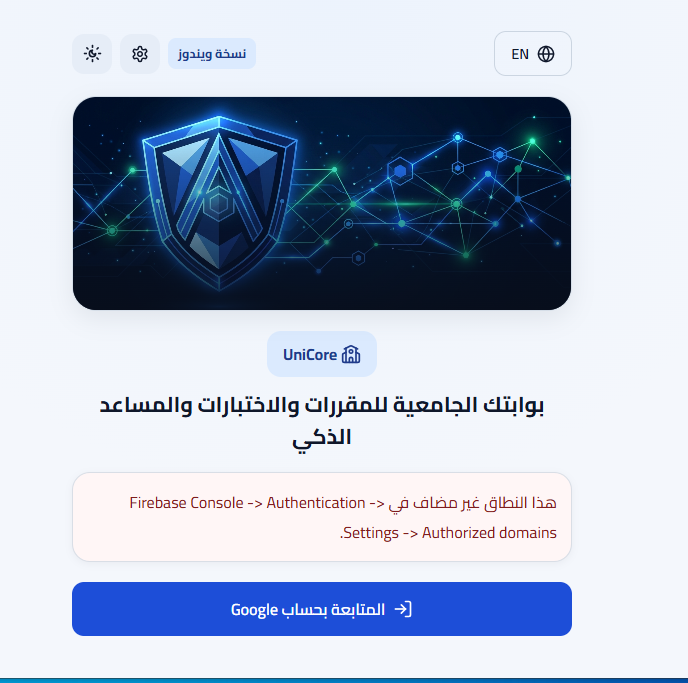 نسخة ويندوز
EN
UniCore
بوابتك الجامعية للمقررات والاختبارات والمساعد
الذكي
هذا النطاق غير مضاف في Firebase Console -> Authentication ->
Settings -> Authorized domains.
المتابعة بحساب Google